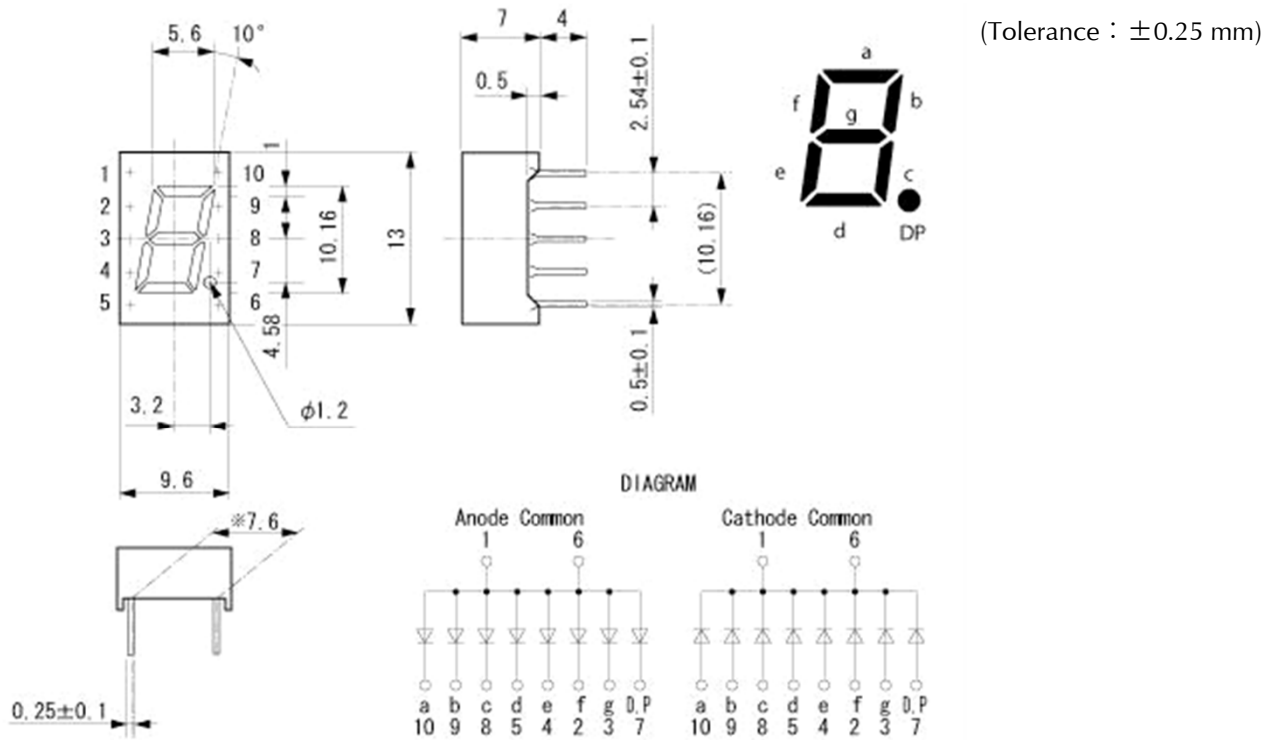 5.6
10°
7
4
(Tolerance：±0.25 mm)
0.5
2.54±0.1
a
f
b
g
e
c
d
DP
1
1
10
2
9
3
8
4
7
5
6
10.16
13
(10.16)
4.58
0.5±0.1
3.2
φ1.2
9.6
DIAGRAM
※7.6
Anode Common
1 6
Cathode Common
1 6
0.25±0.1
a b c d e f g D.P
10 9 8 5 4 2 3 7
a b c d e f g D.P
10 9 8 5 4 2 3 7